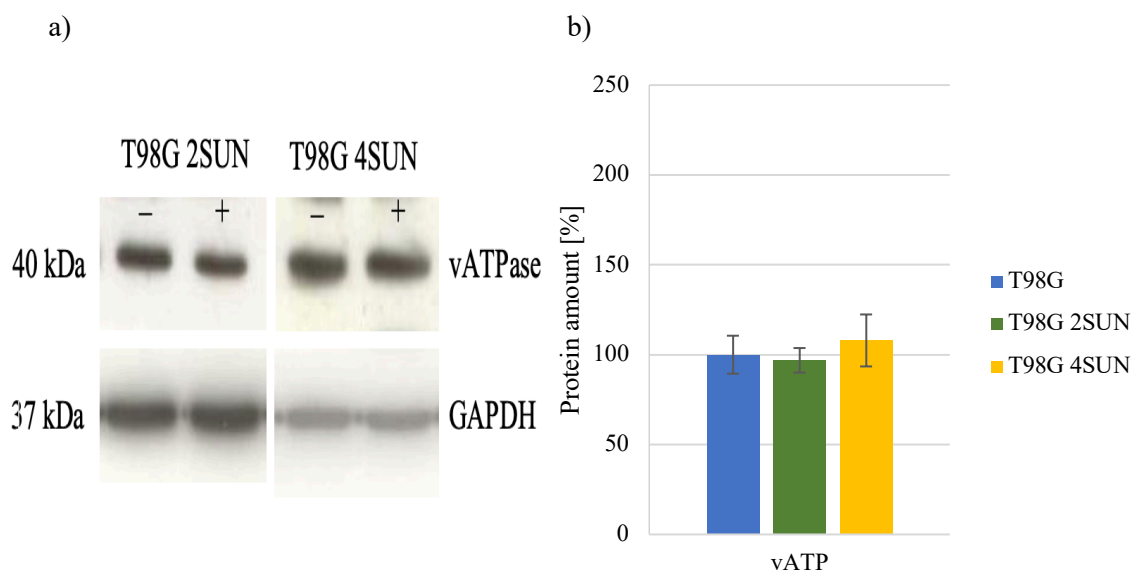 a)
T98G 2SUN T98G 4SUN
– + – +
40 kDa vATPase
37 kDa GAPDH
b)
250
200
150
100
50
0
Protein amount [%]
vATP
T98G
T98G 2SUN
T98G 4SUN